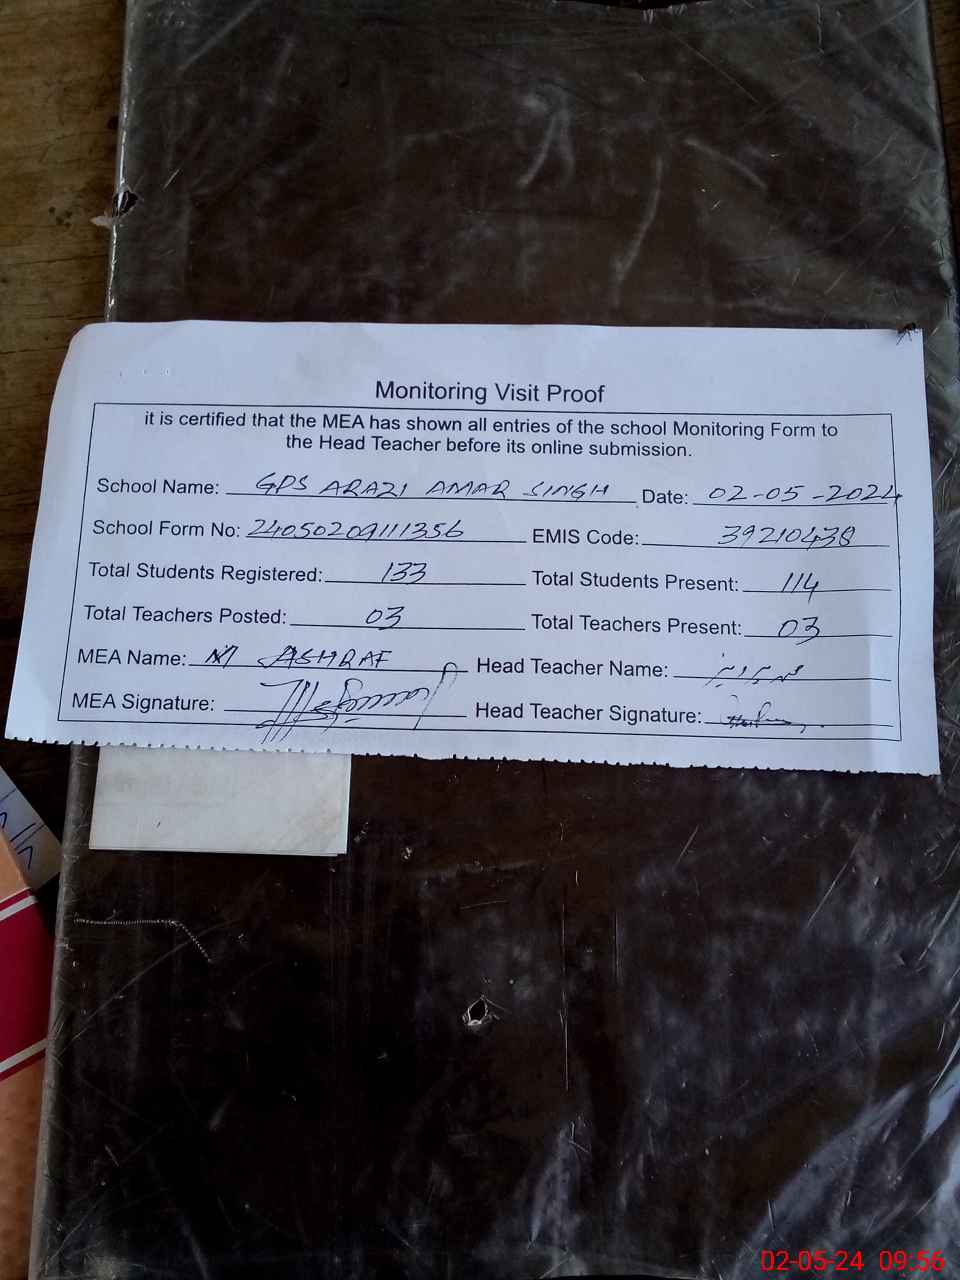 Monitoring Visit Proof
it is certified that the MEA has shown all entries of the school Monitoring Form to
the Head Teacher before its online submission.
School Name: GPS ARAZI AMAR SINGH Date: 02-05-2024
School Form No: 24050209111356 EMIS Code: 39210438
Total Students Registered: 133 Total Students Present: 114
Total Teachers Posted: 03 Total Teachers Present: 03
MEA Name: M ASHRAF Head Teacher Name:
MEA Signature: Head Teacher Signature:
02-05-24 09:56